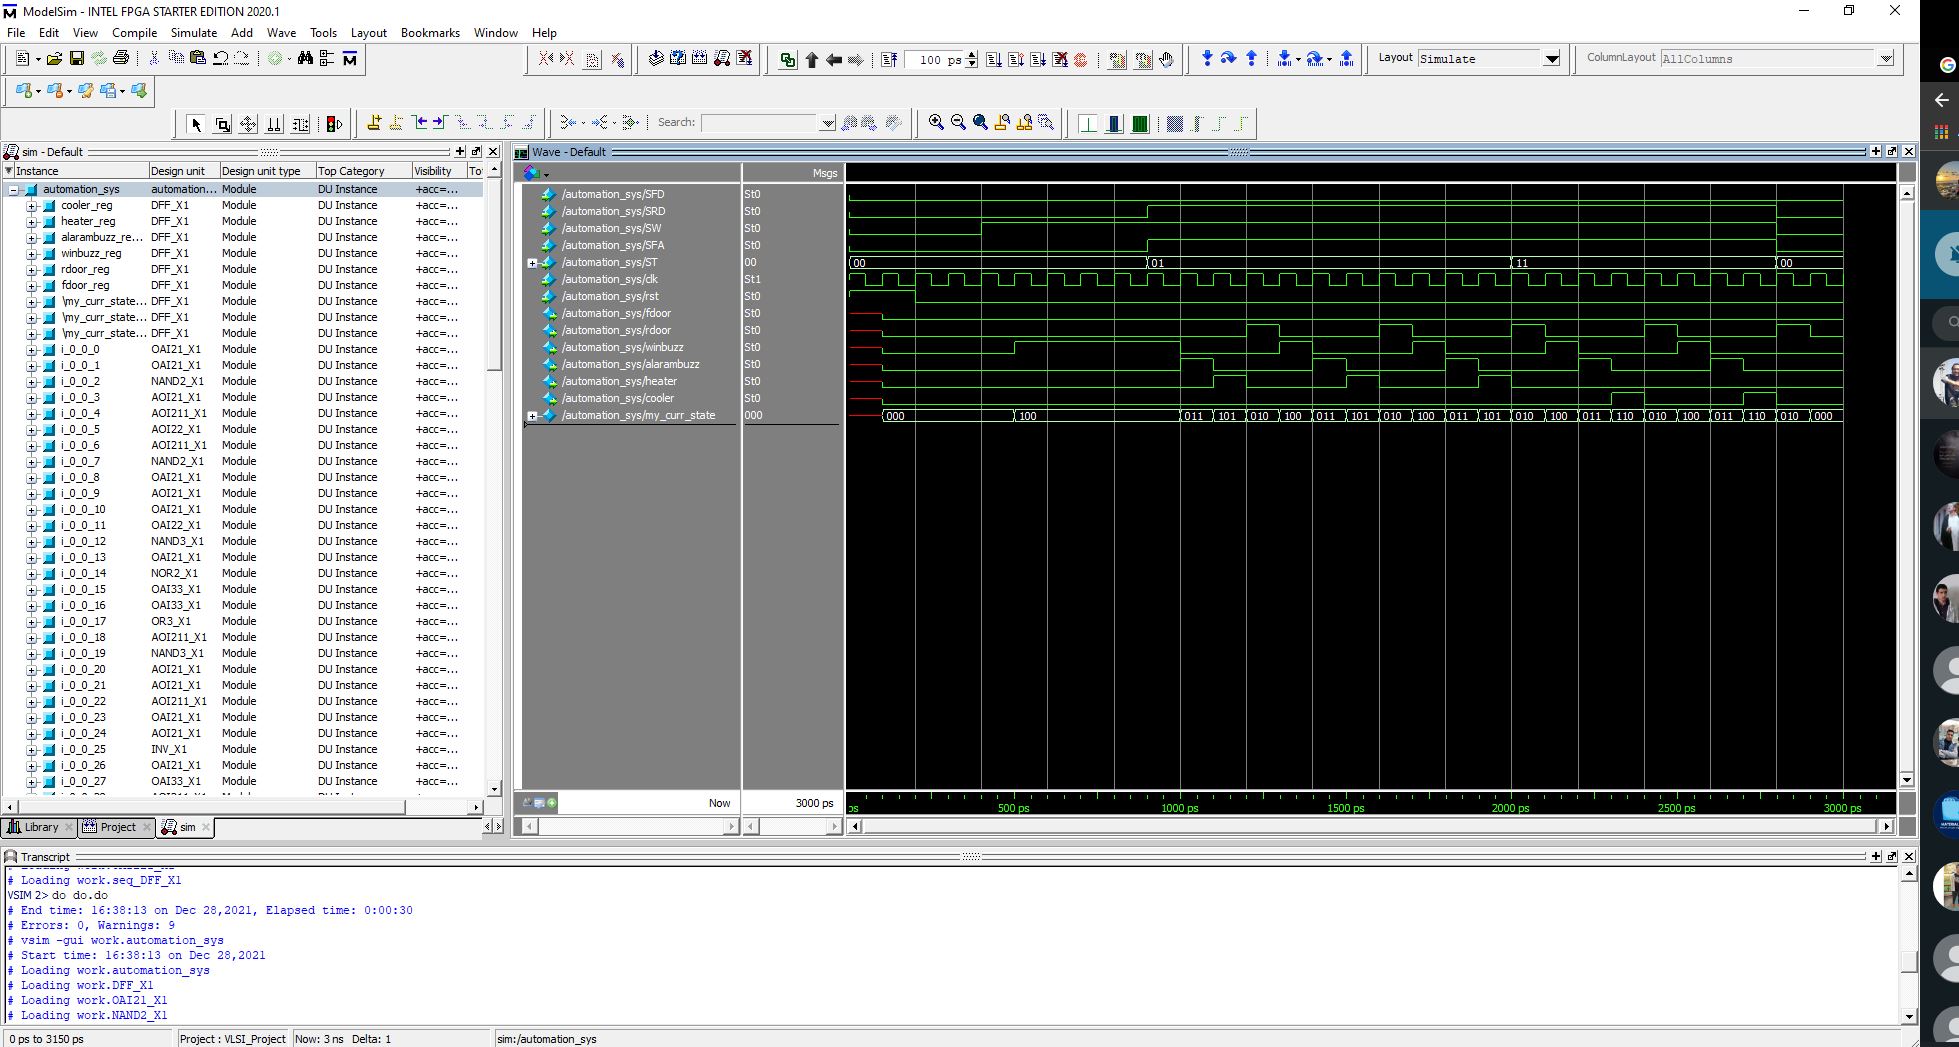 ModelSim - INTEL FPGA STARTER EDITION 2020.1
File Edit View Compile Simulate Add Wave Tools Layout Bookmarks Window Help
100 ps
Layout Simulate
ColumnLayout AllColumns
Search:
sim - Default
Instance Design unit Design unit type Top Category Visibility
automation_sys automation... Module DU Instance +acc=...
cooler_reg DFF_X1 Module DU Instance +acc=...
heater_reg DFF_X1 Module DU Instance +acc=...
alarambuzz_re... DFF_X1 Module DU Instance +acc=...
winbuzz_reg DFF_X1 Module DU Instance +acc=...
rdoor_reg DFF_X1 Module DU Instance +acc=...
fdoor_reg DFF_X1 Module DU Instance +acc=...
\my_curr_state... DFF_X1 Module DU Instance +acc=...
\my_curr_state... DFF_X1 Module DU Instance +acc=...
\my_curr_state... DFF_X1 Module DU Instance +acc=...
i_0_0_0 OAI21_X1 Module DU Instance +acc=...
i_0_0_1 OAI21_X1 Module DU Instance +acc=...
i_0_0_2 NAND2_X1 Module DU Instance +acc=...
i_0_0_3 AOI21_X1 Module DU Instance +acc=...
i_0_0_4 AOI211_X1 Module DU Instance +acc=...
i_0_0_5 AOI22_X1 Module DU Instance +acc=...
i_0_0_6 AOI211_X1 Module DU Instance +acc=...
i_0_0_7 NAND2_X1 Module DU Instance +acc=...
i_0_0_8 OAI21_X1 Module DU Instance +acc=...
i_0_0_9 AOI21_X1 Module DU Instance +acc=...
i_0_0_10 OAI21_X1 Module DU Instance +acc=...
i_0_0_11 OAI22_X1 Module DU Instance +acc=...
i_0_0_12 NAND3_X1 Module DU Instance +acc=...
i_0_0_13 OAI21_X1 Module DU Instance +acc=...
i_0_0_14 NOR2_X1 Module DU Instance +acc=...
i_0_0_15 OAI33_X1 Module DU Instance +acc=...
i_0_0_16 OAI33_X1 Module DU Instance +acc=...
i_0_0_17 OR3_X1 Module DU Instance +acc=...
i_0_0_18 AOI211_X1 Module DU Instance +acc=...
i_0_0_19 NAND3_X1 Module DU Instance +acc=...
i_0_0_20 AOI21_X1 Module DU Instance +acc=...
i_0_0_21 AOI21_X1 Module DU Instance +acc=...
i_0_0_22 AOI211_X1 Module DU Instance +acc=...
i_0_0_23 OAI21_X1 Module DU Instance +acc=...
i_0_0_24 AOI21_X1 Module DU Instance +acc=...
i_0_0_25 INV_X1 Module DU Instance +acc=...
i_0_0_26 OAI21_X1 Module DU Instance +acc=...
i_0_0_27 OAI33_X1 Module DU Instance +acc=...
Library Project sim
Wave - Default
Msgs
/automation_sys/SFD St0
/automation_sys/SRD St0
/automation_sys/SW St0
/automation_sys/SFA St0
/automation_sys/ST 00 00 01 11 00
/automation_sys/clk St1
/automation_sys/rst St0
/automation_sys/fdoor St0
/automation_sys/rdoor St0
/automation_sys/winbuzz St0
/automation_sys/alarambuzz St0
/automation_sys/heater St0
/automation_sys/cooler St0
/automation_sys/my_curr_state 000 000 100 011 101 010 100 011 101 010 100 011 101 010 100 011 110 010 100 011 110 010 000
Now 3000 ps
ps 500 ps 1000 ps 1500 ps 2000 ps 2500 ps 3000 ps
Transcript
# Loading work.seq_DFF_X1
VSIM 2> do do.do
# End time: 16:38:13 on Dec 28,2021, Elapsed time: 0:00:30
# Errors: 0, Warnings: 9
# vsim -gui work.automation_sys
# Start time: 16:38:13 on Dec 28,2021
# Loading work.automation_sys
# Loading work.DFF_X1
# Loading work.OAI21_X1
# Loading work.NAND2_X1
0 ps to 3150 ps Project : VLSI_Project Now: 3 ns Delta: 1 sim:/automation_sys